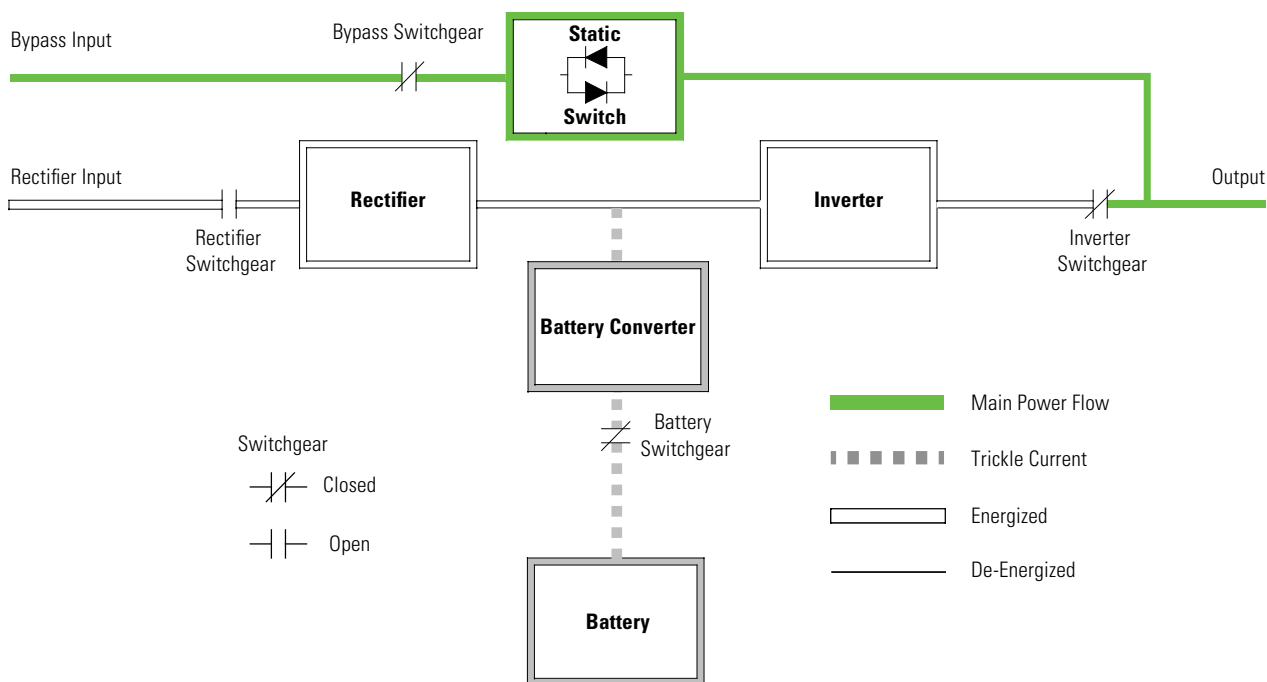 Bypass Input
Bypass Switchgear
Static
Switch
Rectifier Input
Rectifier
Inverter
Output
Rectifier
Switchgear
Inverter
Switchgear
Battery Converter
Main Power Flow
Battery
Switchgear
Switchgear
Trickle Current
Closed
Energized
Open
De-Energized
Battery